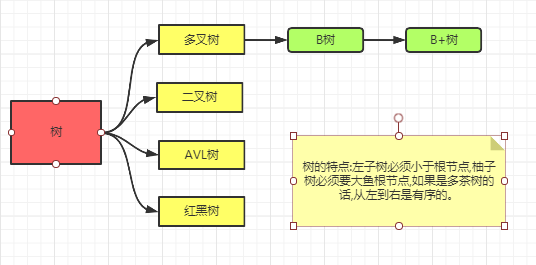 多叉树
B树
B+树
二叉树
树
AVL树
红黑树
树的特点:左子树必须小于根节点,柚子
树必须要大鱼根节点,如果是多茶树的
话,从左到右是有序的。